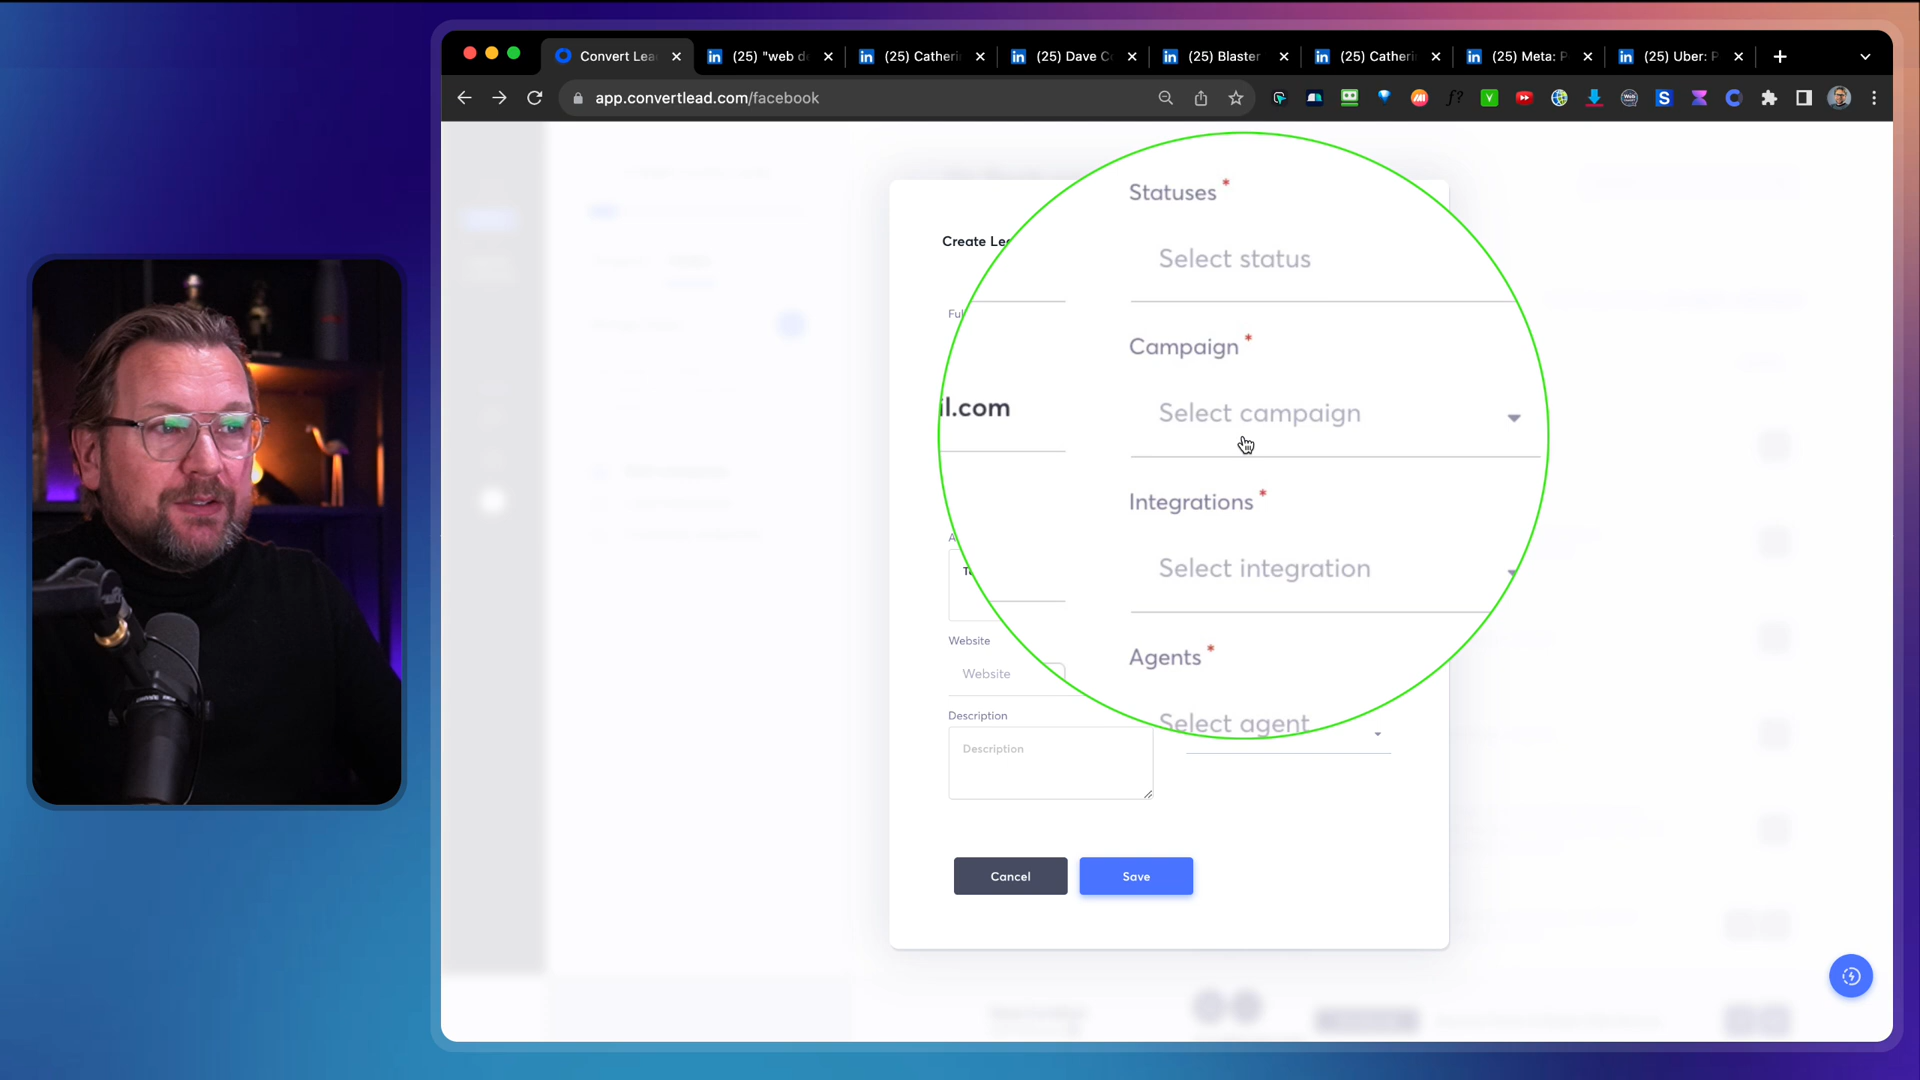 Convert Lea
(25) "web de
(25) Catheri
(25) Dave C
(25) Blaster
(25) Catheri
(25) Meta: P
(25) Uber: P
app.convertlead.com/facebook
Create Le
Statuses *
Select status
Ful
Campaign *
il.com
Select campaign
Integrations *
A
Select integration
Website
Website
Agents *
Select agent
Description
Description
Cancel
Save